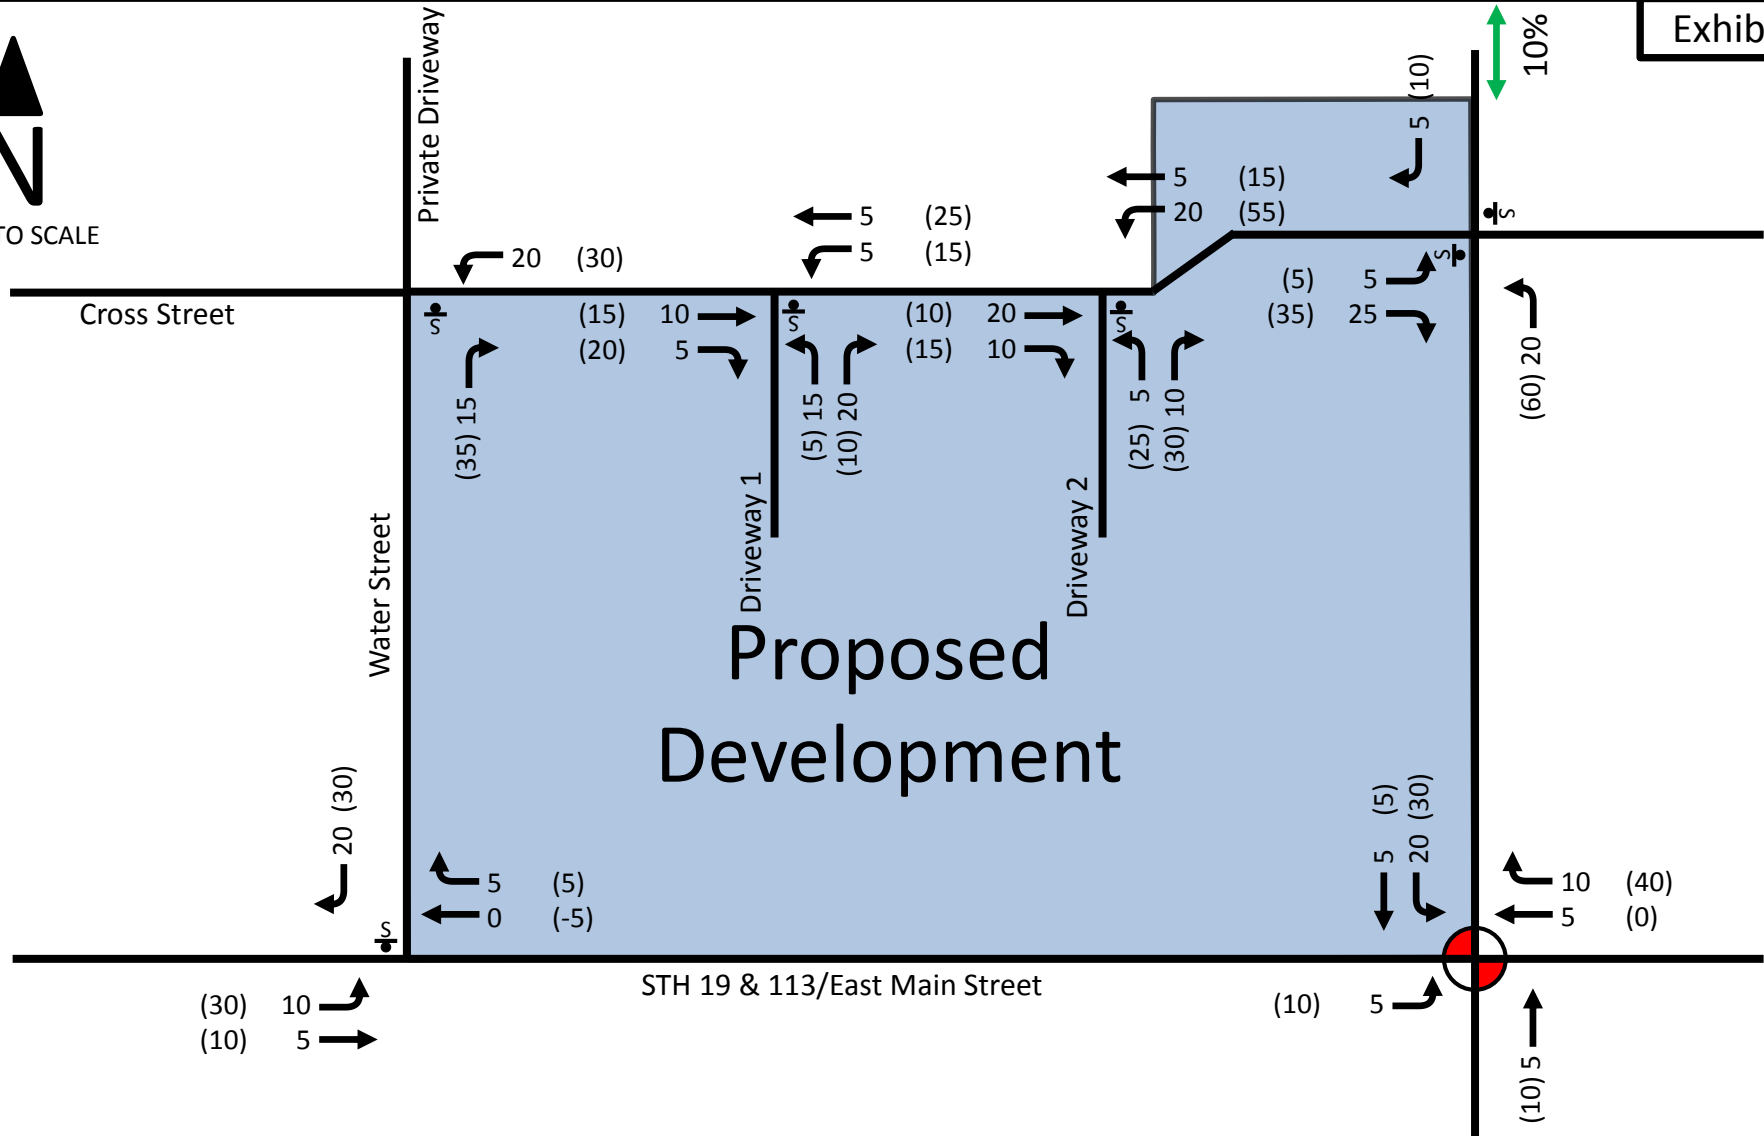 Exhib
10%
Private Driveway
N
TO SCALE
5 (10)
5 (15)
20 (55)
S
5 (25)
5 (15)
20 (30)
Cross Street
S
(15) 10
(20) 5
S
(10) 20
(15) 10
S
(5) 5
(35) 25
S
(60) 20
(35) 15
(5) 15
(10) 20
(25) 5
(30) 10
Driveway 1
Driveway 2
Water Street
Proposed
Development
20 (30)
5 (5)
0 (-5)
S
5 (5)
20 (30)
10 (40)
5 (0)
STH 19 & 113/East Main Street
(30) 10
(10) 5
(10) 5
(10) 5